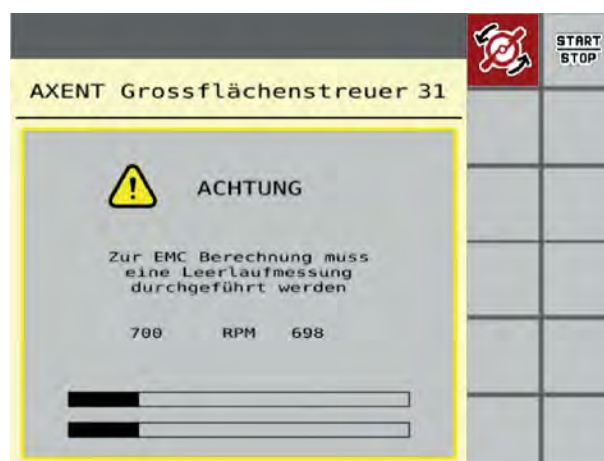 START
STOP
AXENT Grossflächenstreuer 31
ACHTUNG
Zur EMC Berechnung muss
eine Leerlaufmessung
durchgeführt werden
700 RPM 698